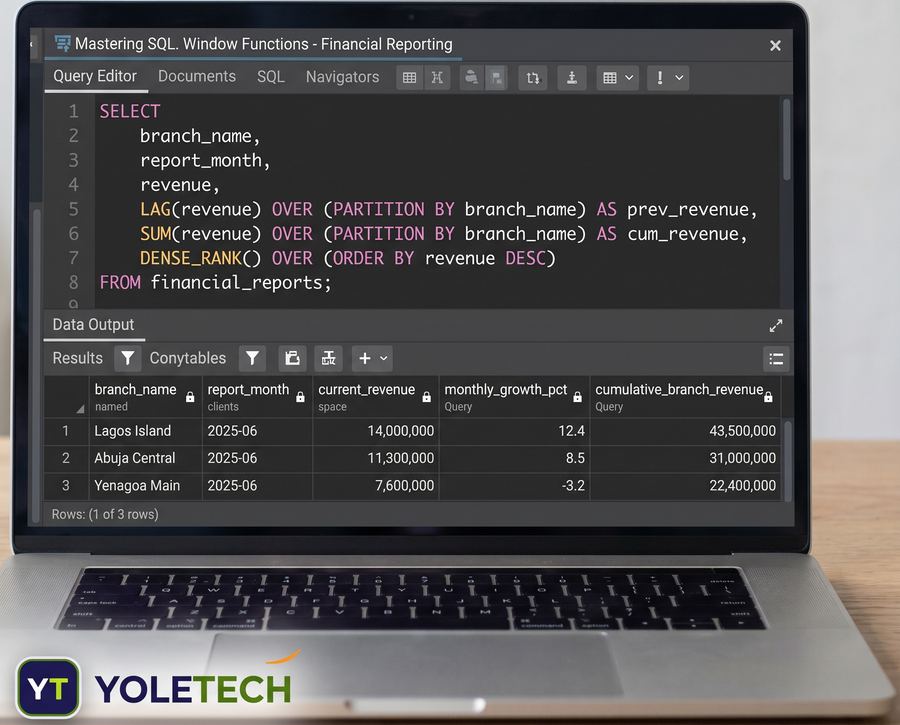 Mastering SQL. Window Functions - Financial Reporting
Query Editor Documents SQL Navigators
1 SELECT
2 branch_name,
3 report_month,
4 revenue,
5 LAG(revenue) OVER (PARTITION BY branch_name) AS prev_revenue,
6 SUM(revenue) OVER (PARTITION BY branch_name) AS cum_revenue,
7 DENSE_RANK() OVER (ORDER BY revenue DESC)
8 FROM financial_reports;
9
Data Output
Results Conytables
branch_name report_month current_revenue monthly_growth_pct cumulative_branch_revenue
named clients space Query Query
1 Lagos Island 2025-06 14,000,000 12.4 43,500,000
2 Abuja Central 2025-06 11,300,000 8.5 31,000,000
3 Yenagoa Main 2025-06 7,600,000 -3.2 22,400,000
Rows: (1 of 3 rows)
YT YOLETECH